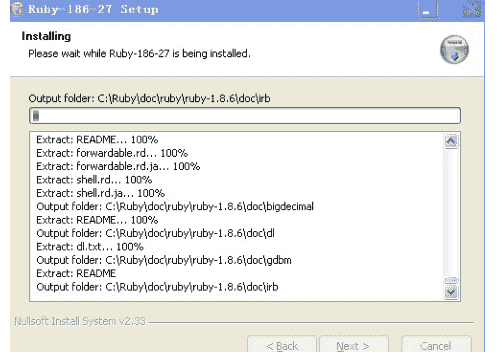 Ruby-186-27 Setup
Installing
Please wait while Ruby-186-27 is being installed.
Output folder: C:\Ruby\doc\ruby\ruby-1.8.6\doc\irb
Extract: README... 100%
Extract: forwardable.rd... 100%
Extract: forwardable.rd.ja... 100%
Extract: shell.rd... 100%
Extract: shell.rd.ja... 100%
Output folder: C:\Ruby\doc\ruby\ruby-1.8.6\doc\bigdecimal
Extract: README... 100%
Output folder: C:\Ruby\doc\ruby\ruby-1.8.6\doc\dl
Extract: dl.txt... 100%
Output folder: C:\Ruby\doc\ruby\ruby-1.8.6\doc\gdbm
Extract: README
Output folder: C:\Ruby\doc\ruby\ruby-1.8.6\doc\irb
Nullsoft Install System v2.33
< Back Next > Cancel